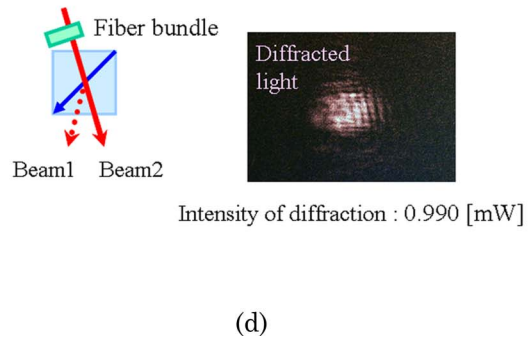 Fiber bundle
Diffracted
light
Beam1 Beam2
Intensity of diffraction : 0.990 [mW]
(d)